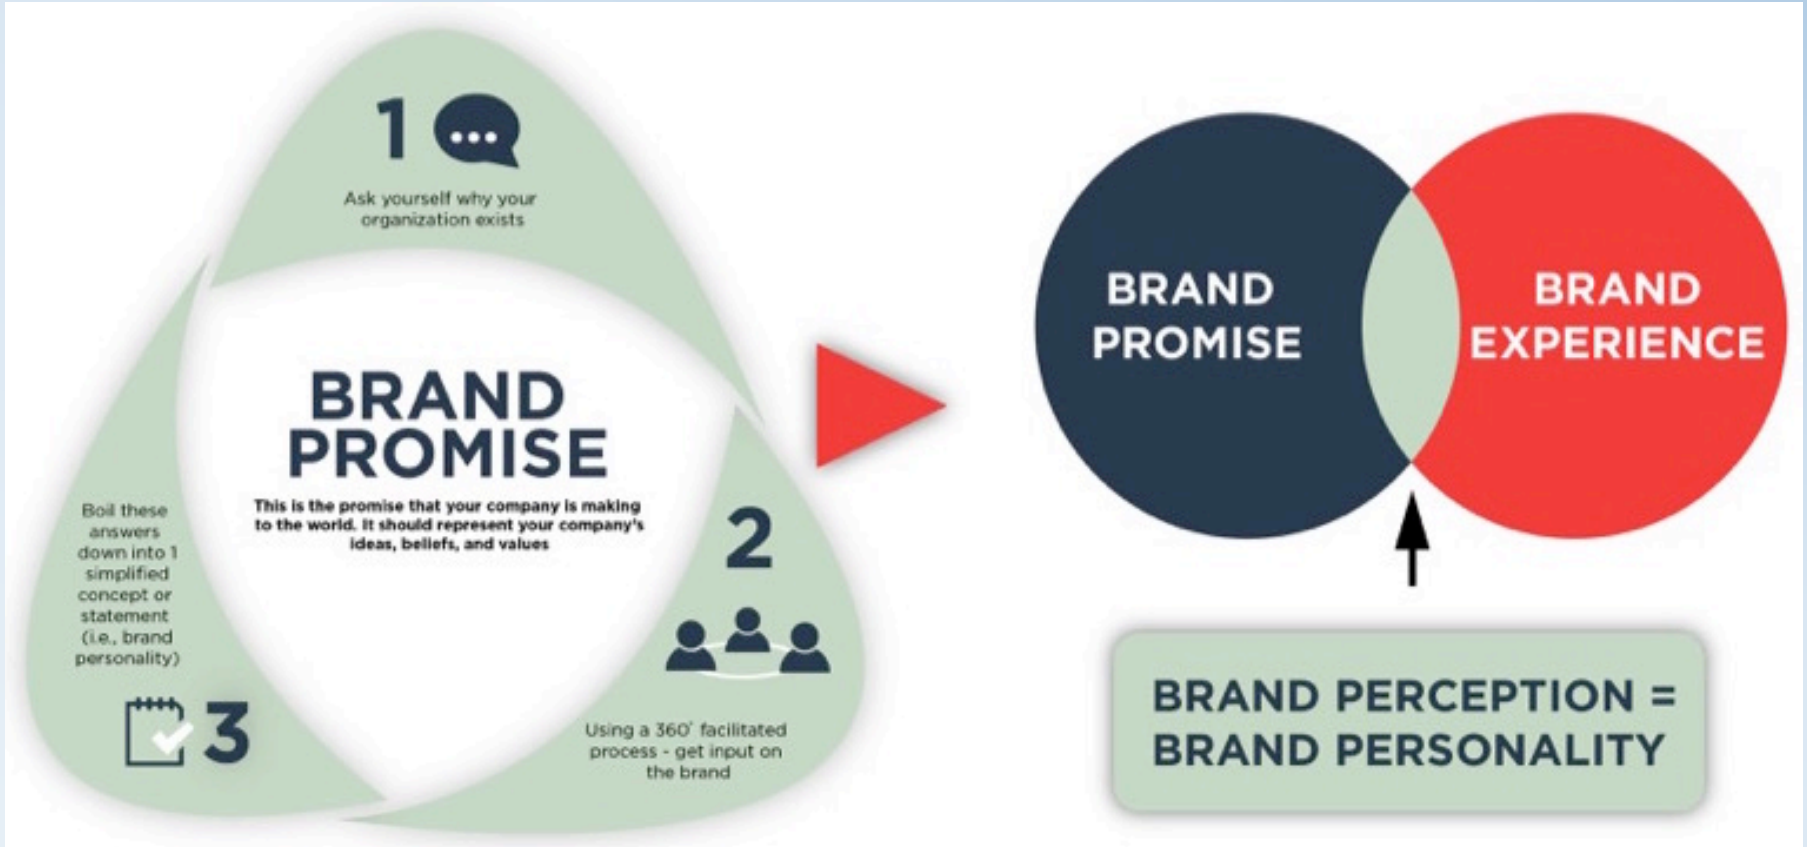 1
Ask yourself why your
organization exists
BRAND
PROMISE
This is the promise that your company is making
to the world. It should represent your company's
ideas, beliefs, and values
2
Using a 360° facilitated
process - get input on
the brand
Boil these
answers
down into 1
simplified
concept or
statement
(i.e., brand
personality)
3
BRAND
PROMISE
BRAND
EXPERIENCE
BRAND PERCEPTION =
BRAND PERSONALITY